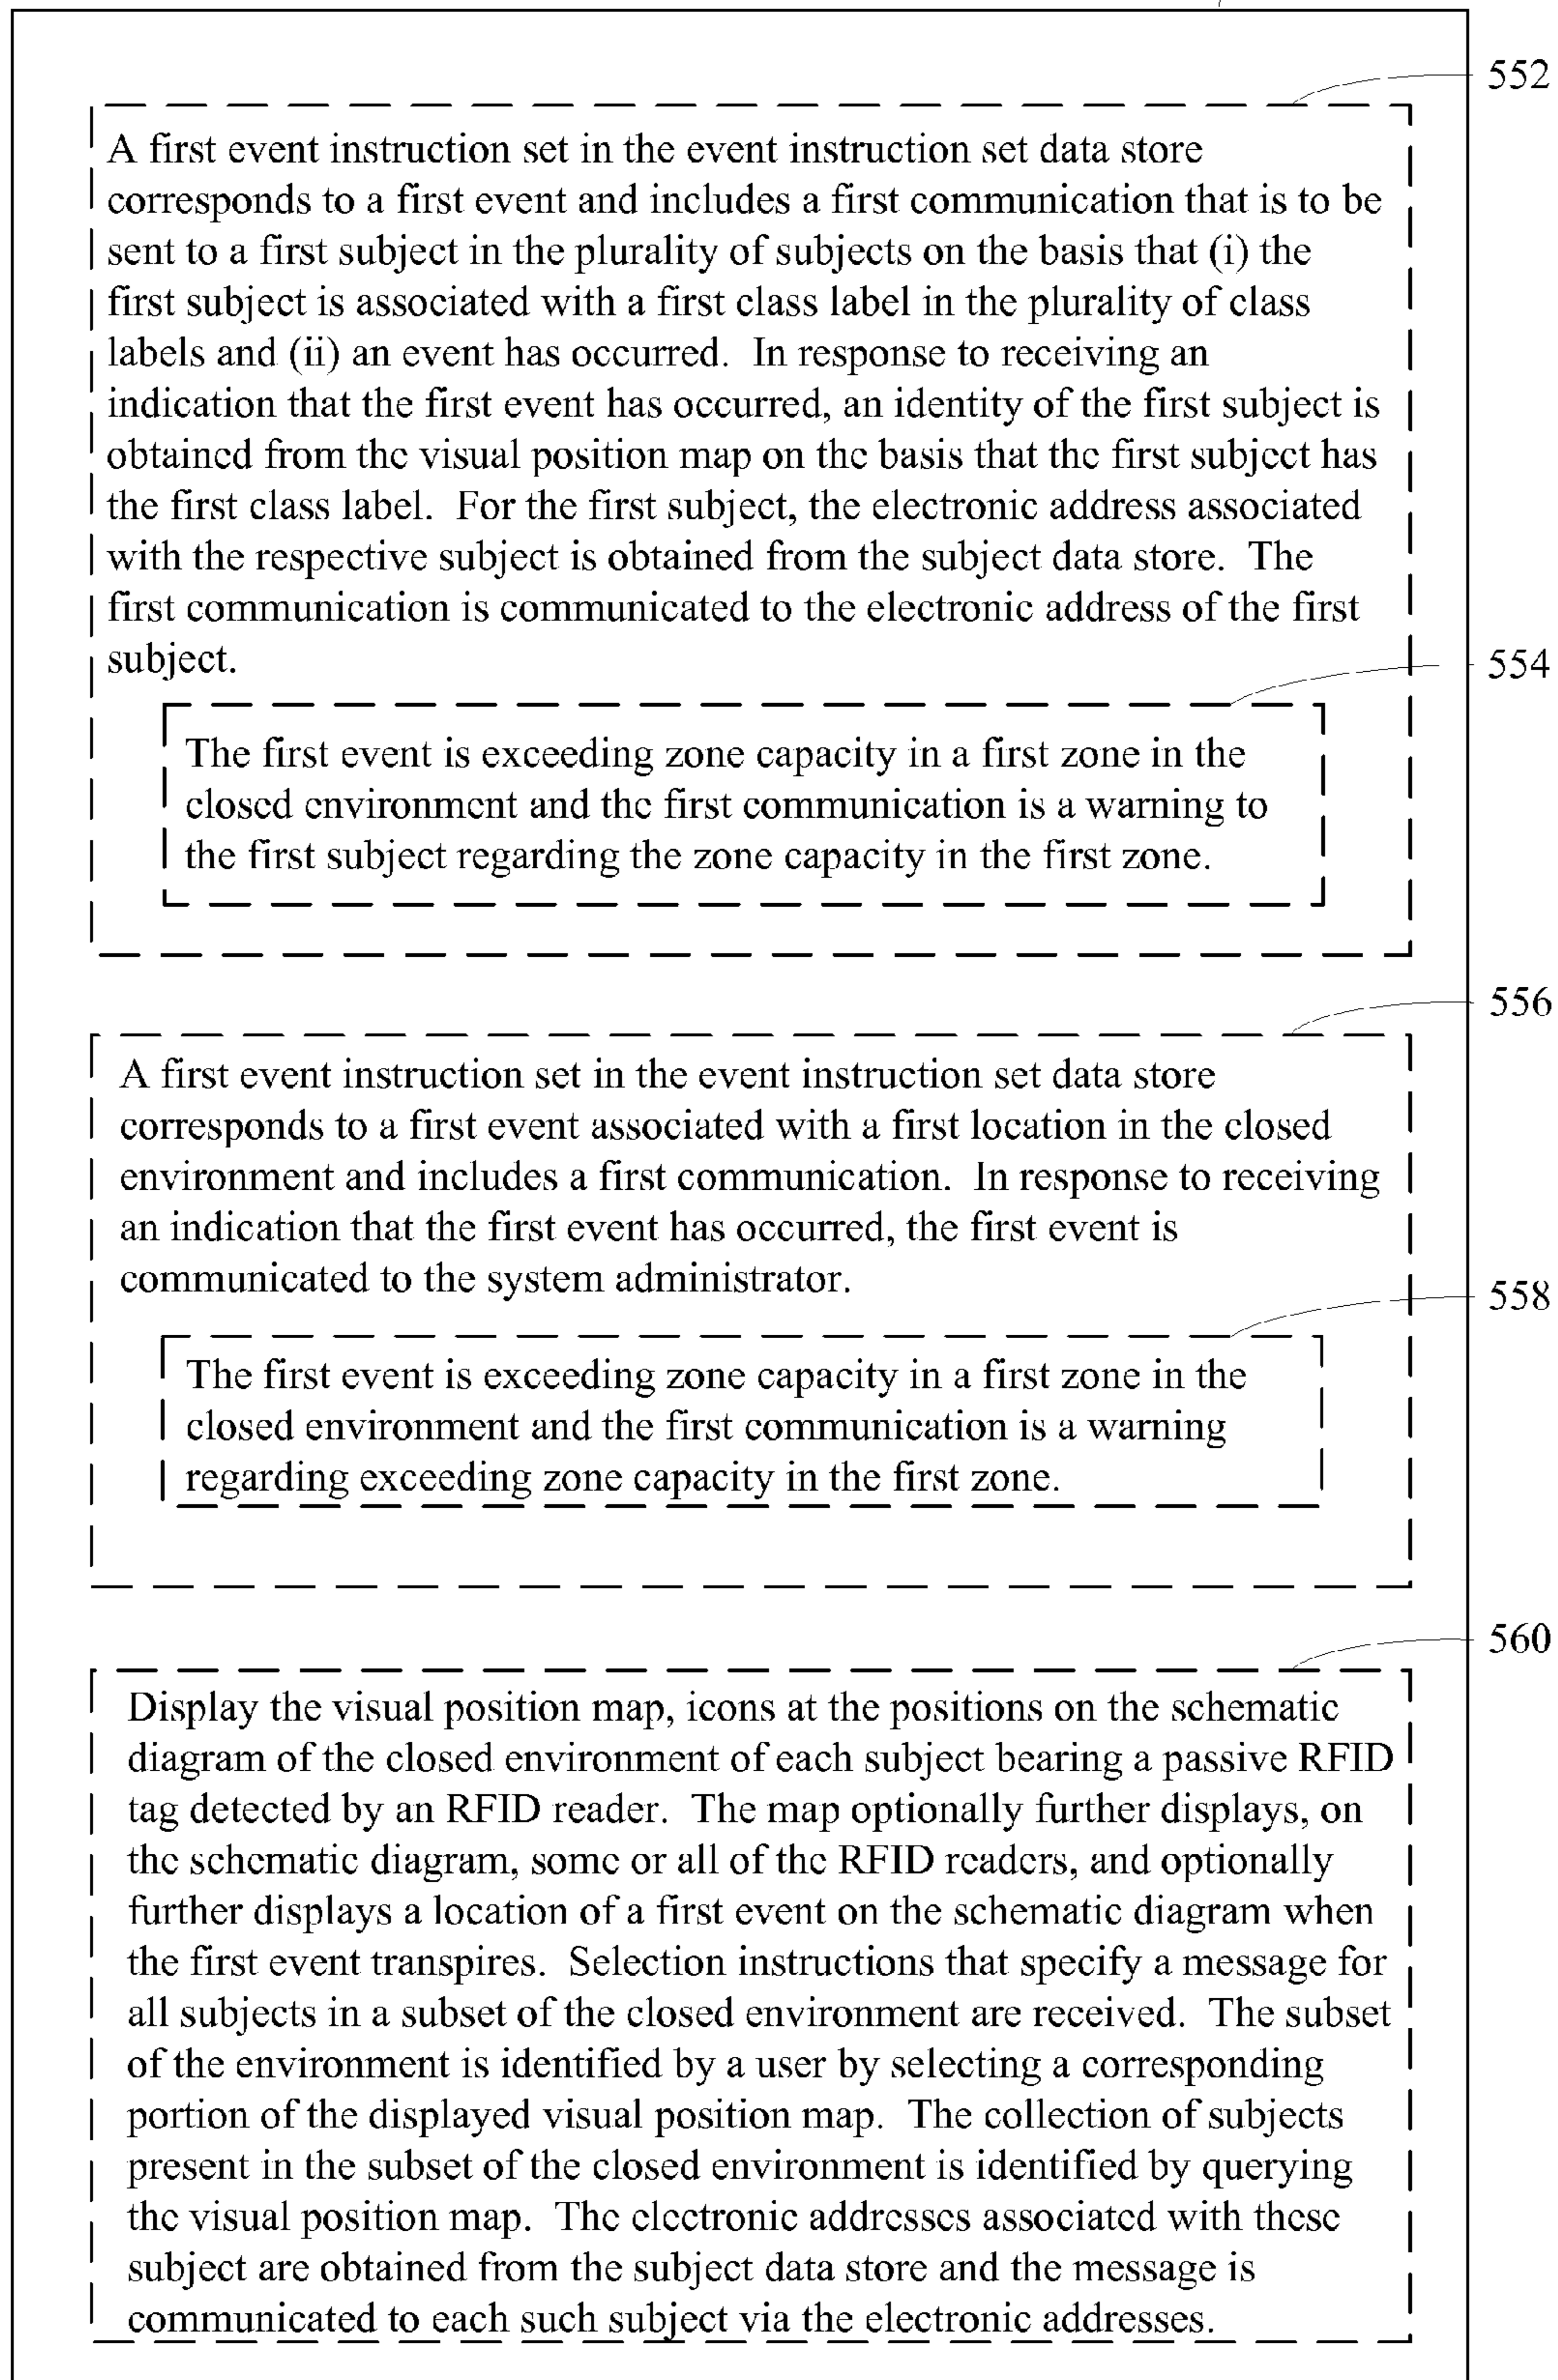 552
A first event instruction set in the event instruction set data store
corresponds to a first event and includes a first communication that is to be
sent to a first subject in the plurality of subjects on the basis that (i) the
first subject is associated with a first class label in the plurality of class
labels and (ii) an event has occurred.  In response to receiving an
indication that the first event has occurred, an identity of the first subject is
obtained from the visual position map on the basis that the first subject has
the first class label.  For the first subject, the electronic address associated
with the respective subject is obtained from the subject data store.  The
first communication is communicated to the electronic address of the first
subject.
554
The first event is exceeding zone capacity in a first zone in the
closed environment and the first communication is a warning to
the first subject regarding the zone capacity in the first zone.
556
A first event instruction set in the event instruction set data store
corresponds to a first event associated with a first location in the closed
environment and includes a first communication.  In response to receiving
an indication that the first event has occurred, the first event is
communicated to the system administrator.
558
The first event is exceeding zone capacity in a first zone in the
closed environment and the first communication is a warning
regarding exceeding zone capacity in the first zone.
560
Display the visual position map, icons at the positions on the schematic
diagram of the closed environment of each subject bearing a passive RFID
tag detected by an RFID reader.  The map optionally further displays, on
the schematic diagram, some or all of the RFID readers, and optionally
further displays a location of a first event on the schematic diagram when
the first event transpires.  Selection instructions that specify a message for
all subjects in a subset of the closed environment are received.  The subset
of the environment is identified by a user by selecting a corresponding
portion of the displayed visual position map.  The collection of subjects
present in the subset of the closed environment is identified by querying
the visual position map.  The electronic addresses associated with these
subject are obtained from the subject data store and the message is
communicated to each such subject via the electronic addresses.